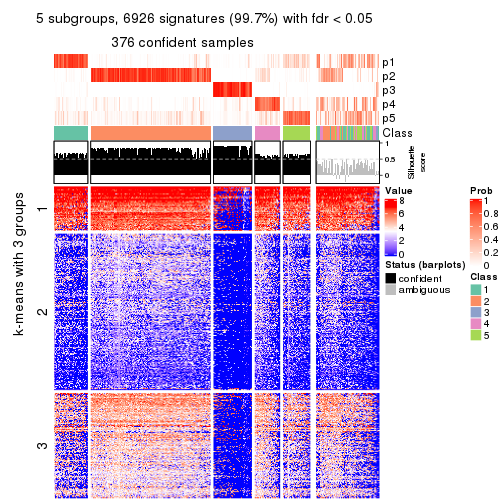 5 subgroups, 6926 signatures (99.7%) with fdr < 0.05
376 confident samples
p1
p2
p3
p4
p5
Class
1
0.5
0
Silhouette
score
k-means with 3 groups
1
2
3
Value
8
6
4
2
0
Status (barplots)
confident
ambiguous
Prob
1
0.8
0.6
0.4
0.2
0
Class
1
2
3
4
5